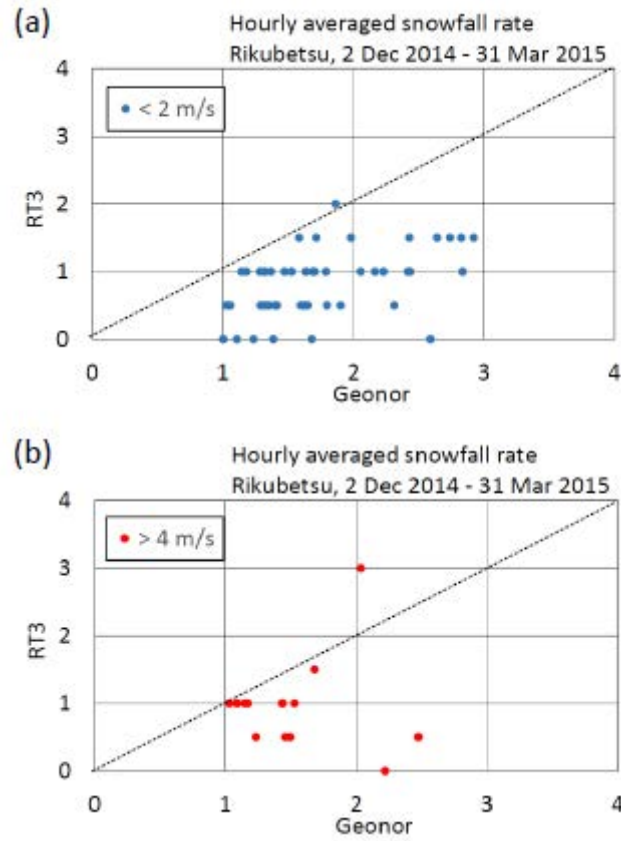 (a)
Hourly averaged snowfall rate
Rikubetsu, 2 Dec 2014 - 31 Mar 2015
4
3
2
1
0
< 2 m/s
RT3
0 1 2 3 4
Geonor
(b)
Hourly averaged snowfall rate
Rikubetsu, 2 Dec 2014 - 31 Mar 2015
4
3
2
1
0
> 4 m/s
RT3
0 1 2 3 4
Geonor